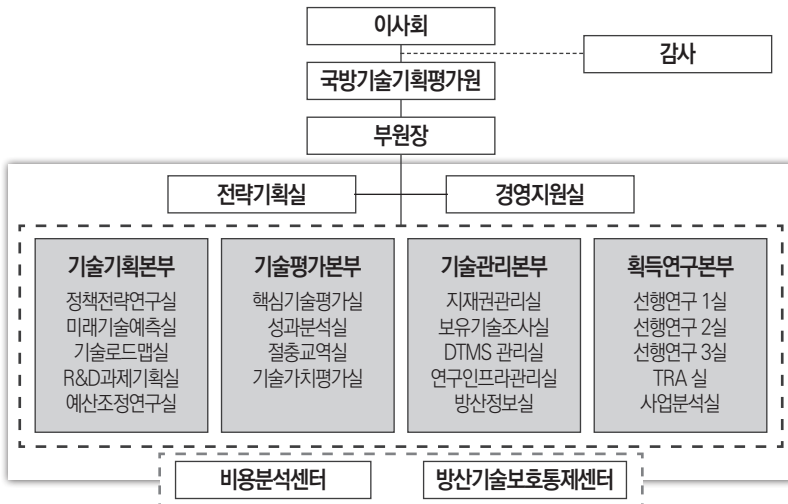 이사회
감사
국방기술기획평가원
부원장
전략기획실
경영지원실
기술기획본부
정책전략연구실
미래기술예측실
기술로드맵실
R&D과제기획실
예산조정연구실
기술평가본부
핵심기술평가실
성과분석실
절충교역실
기술가치평가실
기술관리본부
지재권관리실
보유기술조사실
DTMS 관리실
연구인프라관리실
방산정보실
획득연구본부
선행연구 1실
선행연구 2실
선행연구 3실
TRA 실
사업분석실
비용분석센터
방산기술보호통제센터